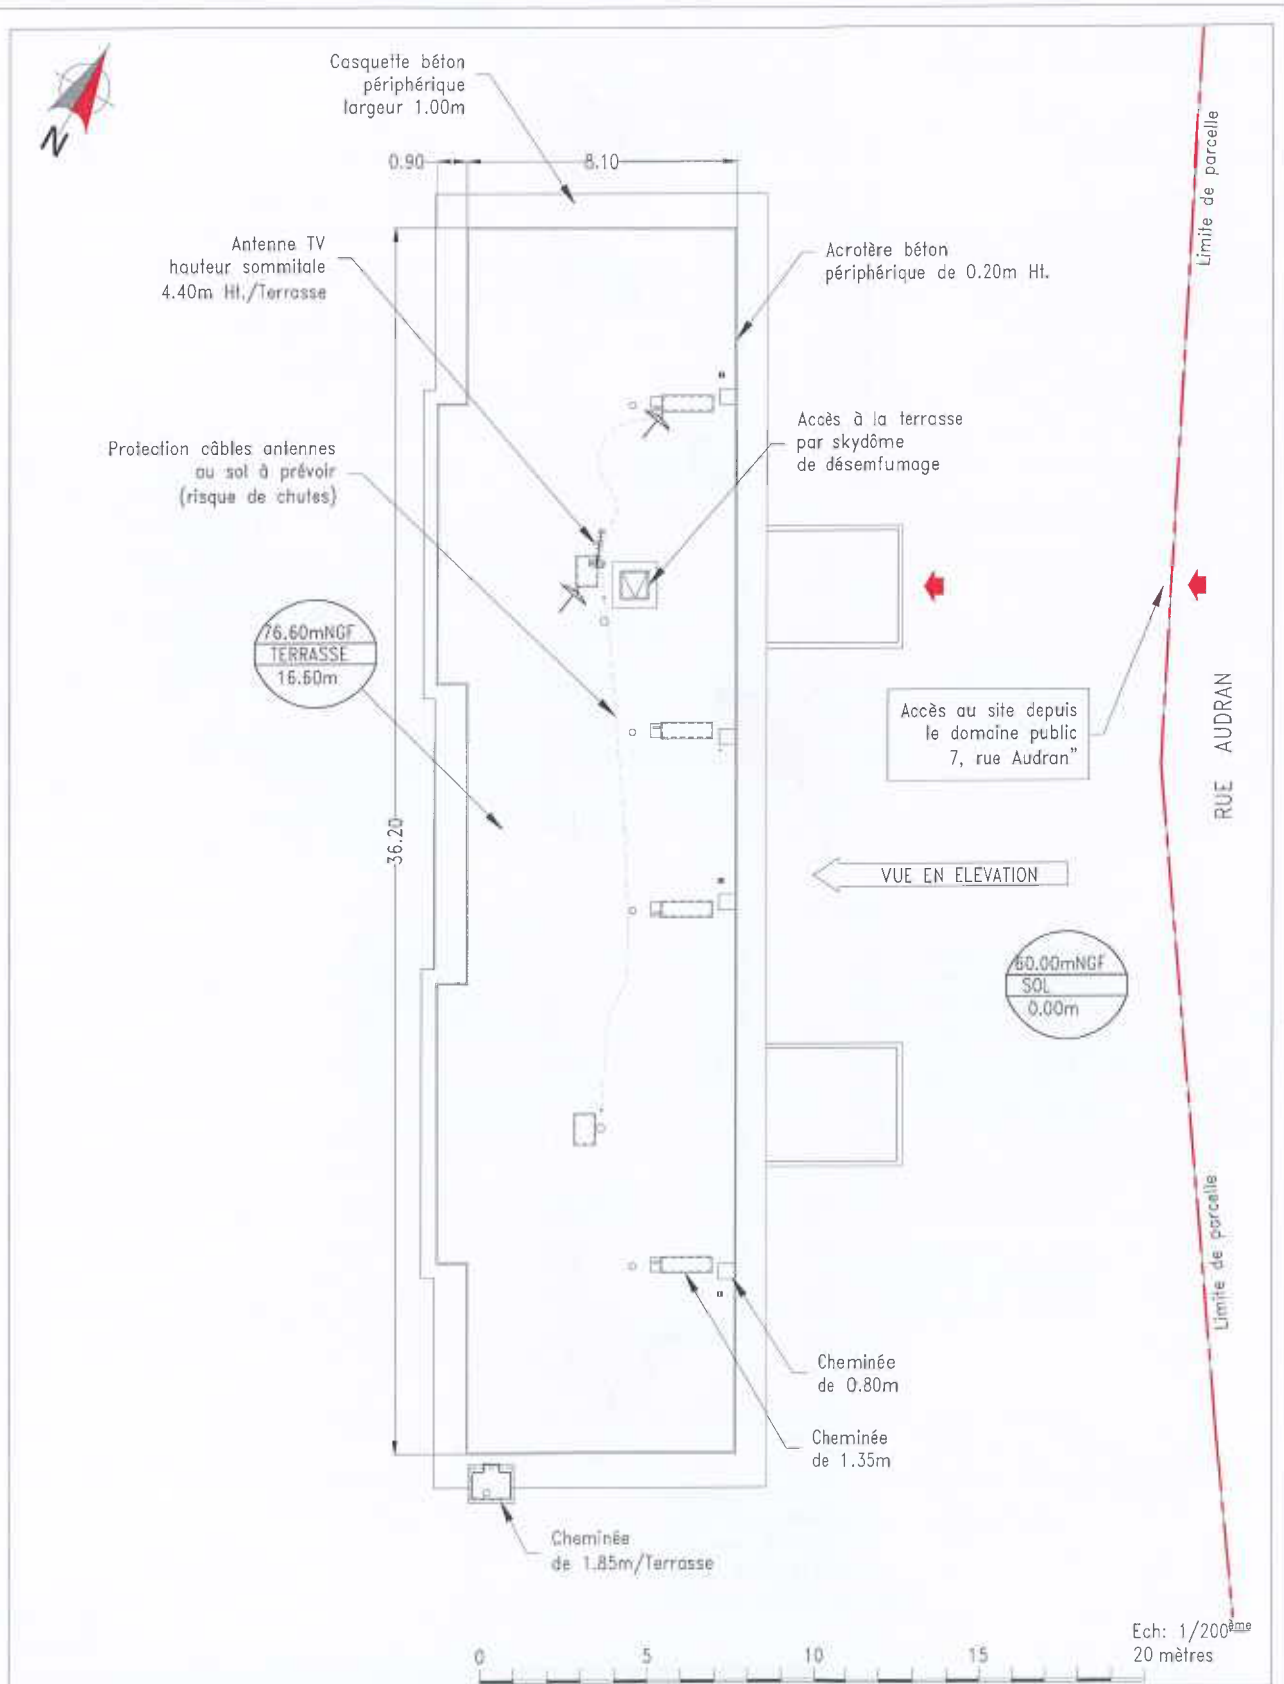 N
Casquette béton
périphérique
largeur 1.00m
0.90
8.10
Antenne TV
hauteur sommitale
4.40m Ht./Terrasse
Acrotère béton
périphérique de 0.20m Ht.
Limite de parcelle
Protection câbles antennes
au sol à prévoir
(risque de chutes)
Accès à la terrasse
par skydôme
de désemfumage
76.60mNGF
TERRASSE
16.60m
Accès au site depuis
le domaine public
7, rue Audran"
RUE AUDRAN
36.20
VUE EN ELEVATION
60.00mNGF
SOL
0.00m
Limite de parcelle
Cheminée
de 0.80m
Cheminée
de 1.35m
Cheminée
de 1.85m/Terrasse
Ech: 1/200ème
0 5 10 15 20 mètres